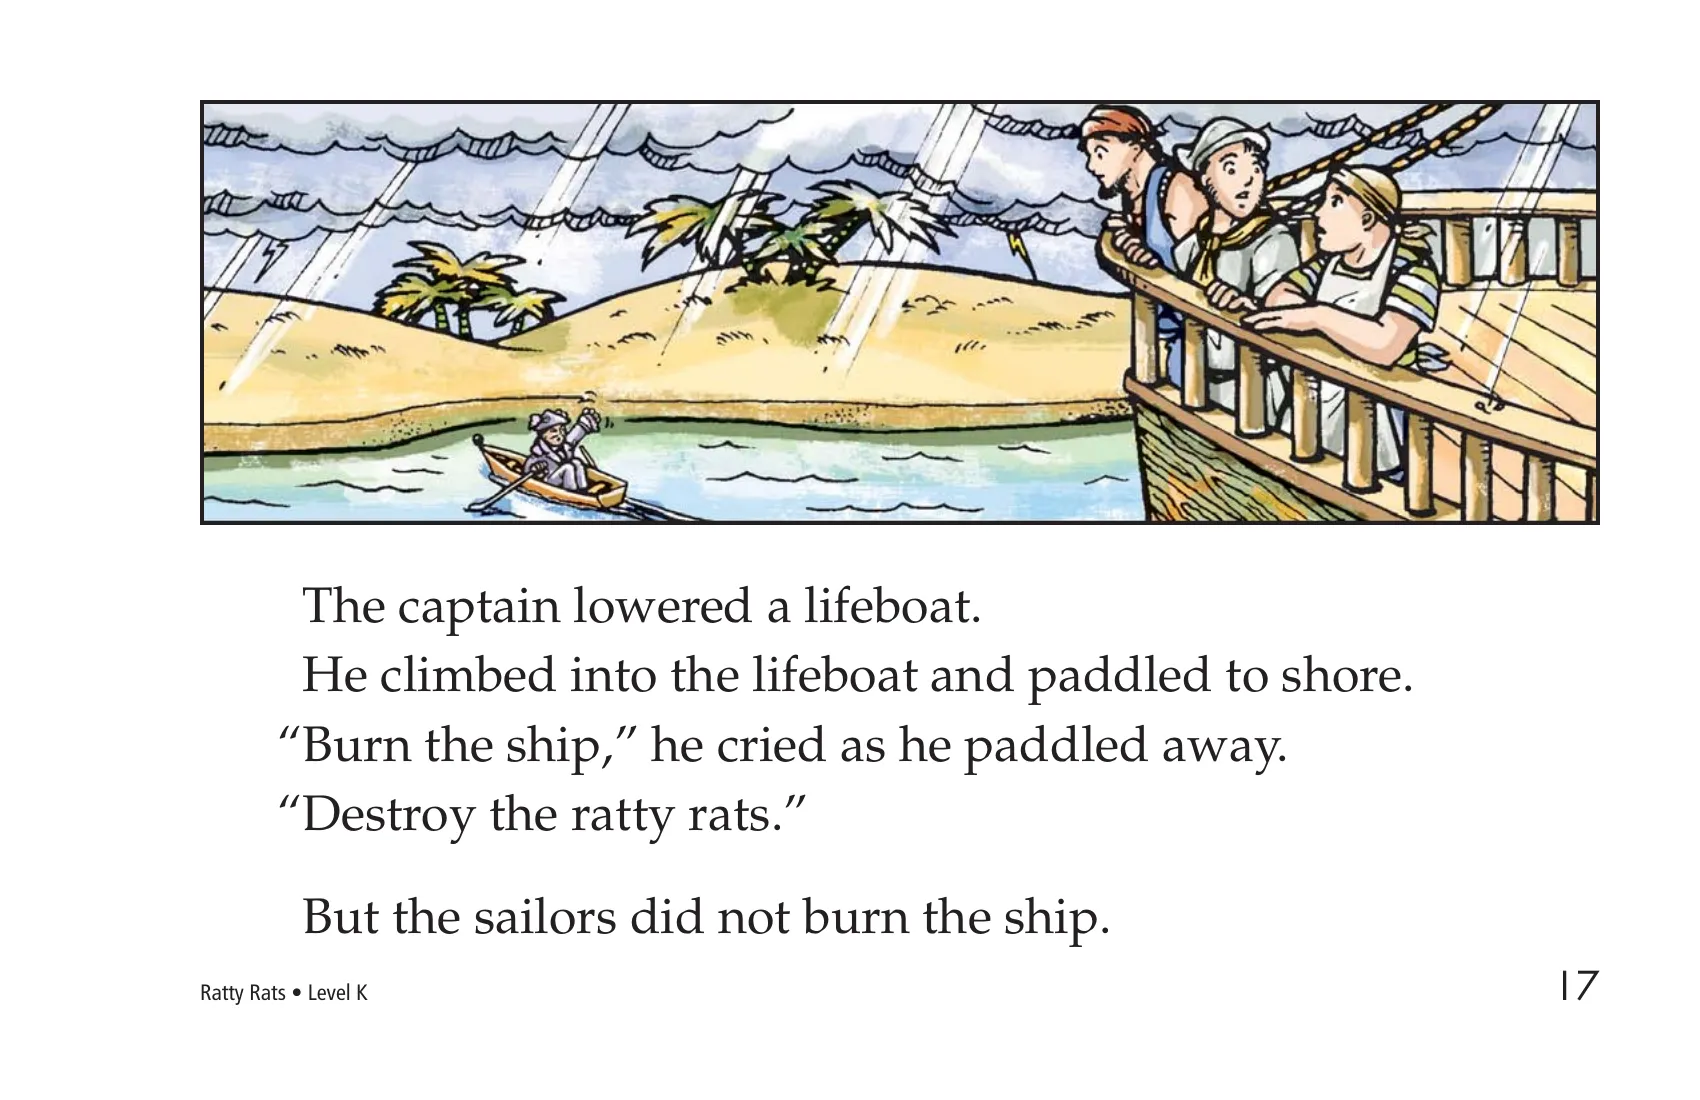 The captain lowered a lifeboat.
He climbed into the lifeboat and paddled to shore.
“Burn the ship,” he cried as he paddled away.
“Destroy the ratty rats.”
But the sailors did not burn the ship.
Ratty Rats • Level K
17